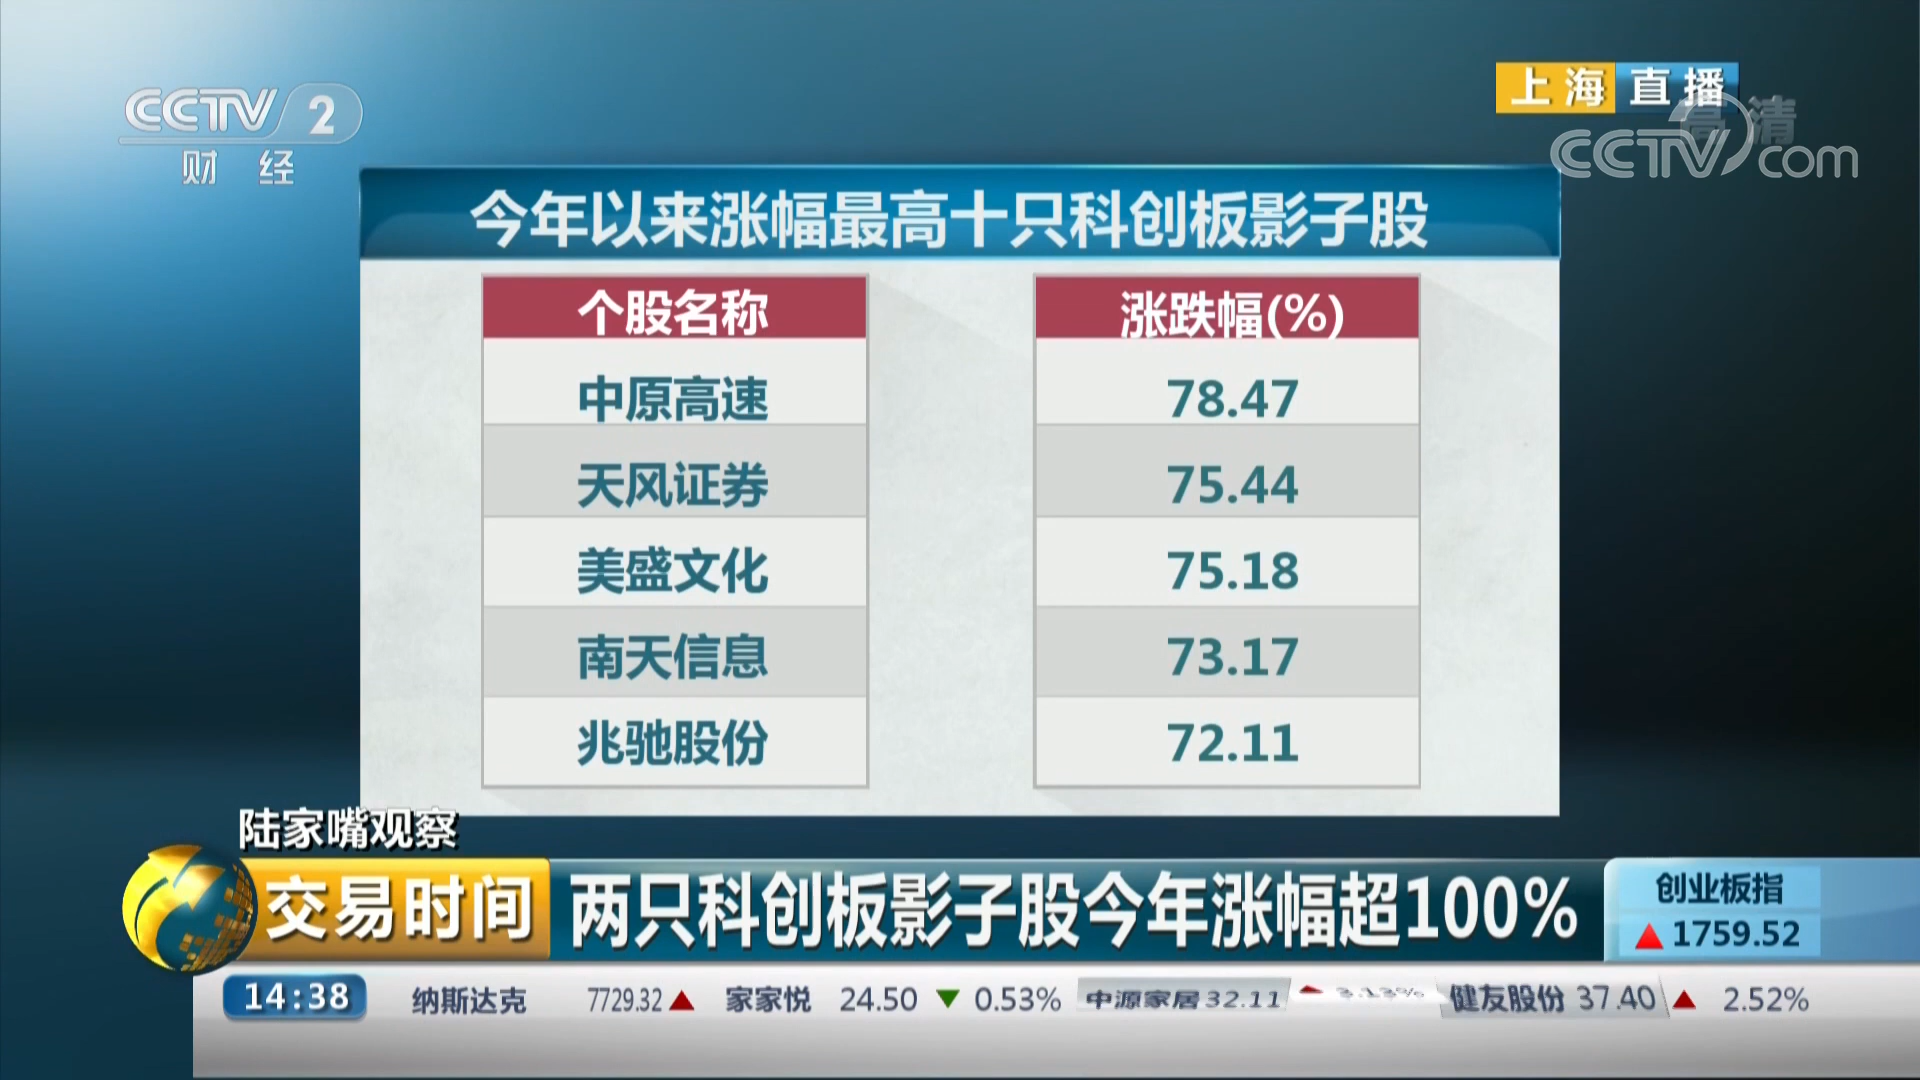 CCTV 2
财 经
上海 直播
高清
CCTV.com
今年以来涨幅最高十只科创板影子股
个股名称 涨跌幅(%)
中原高速 78.47
天风证券 75.44
美盛文化 75.18
南天信息 73.17
兆驰股份 72.11
陆家嘴观察
交易时间 两只科创板影子股今年涨幅超100%
创业板指
▲ 1759.52
14:38 纳斯达克 7729.32 ▲ 家家悦 24.50 ▼ 0.53% 中源家居 32.11 ▲ 3.13% 健友股份 37.40 ▲ 2.52%